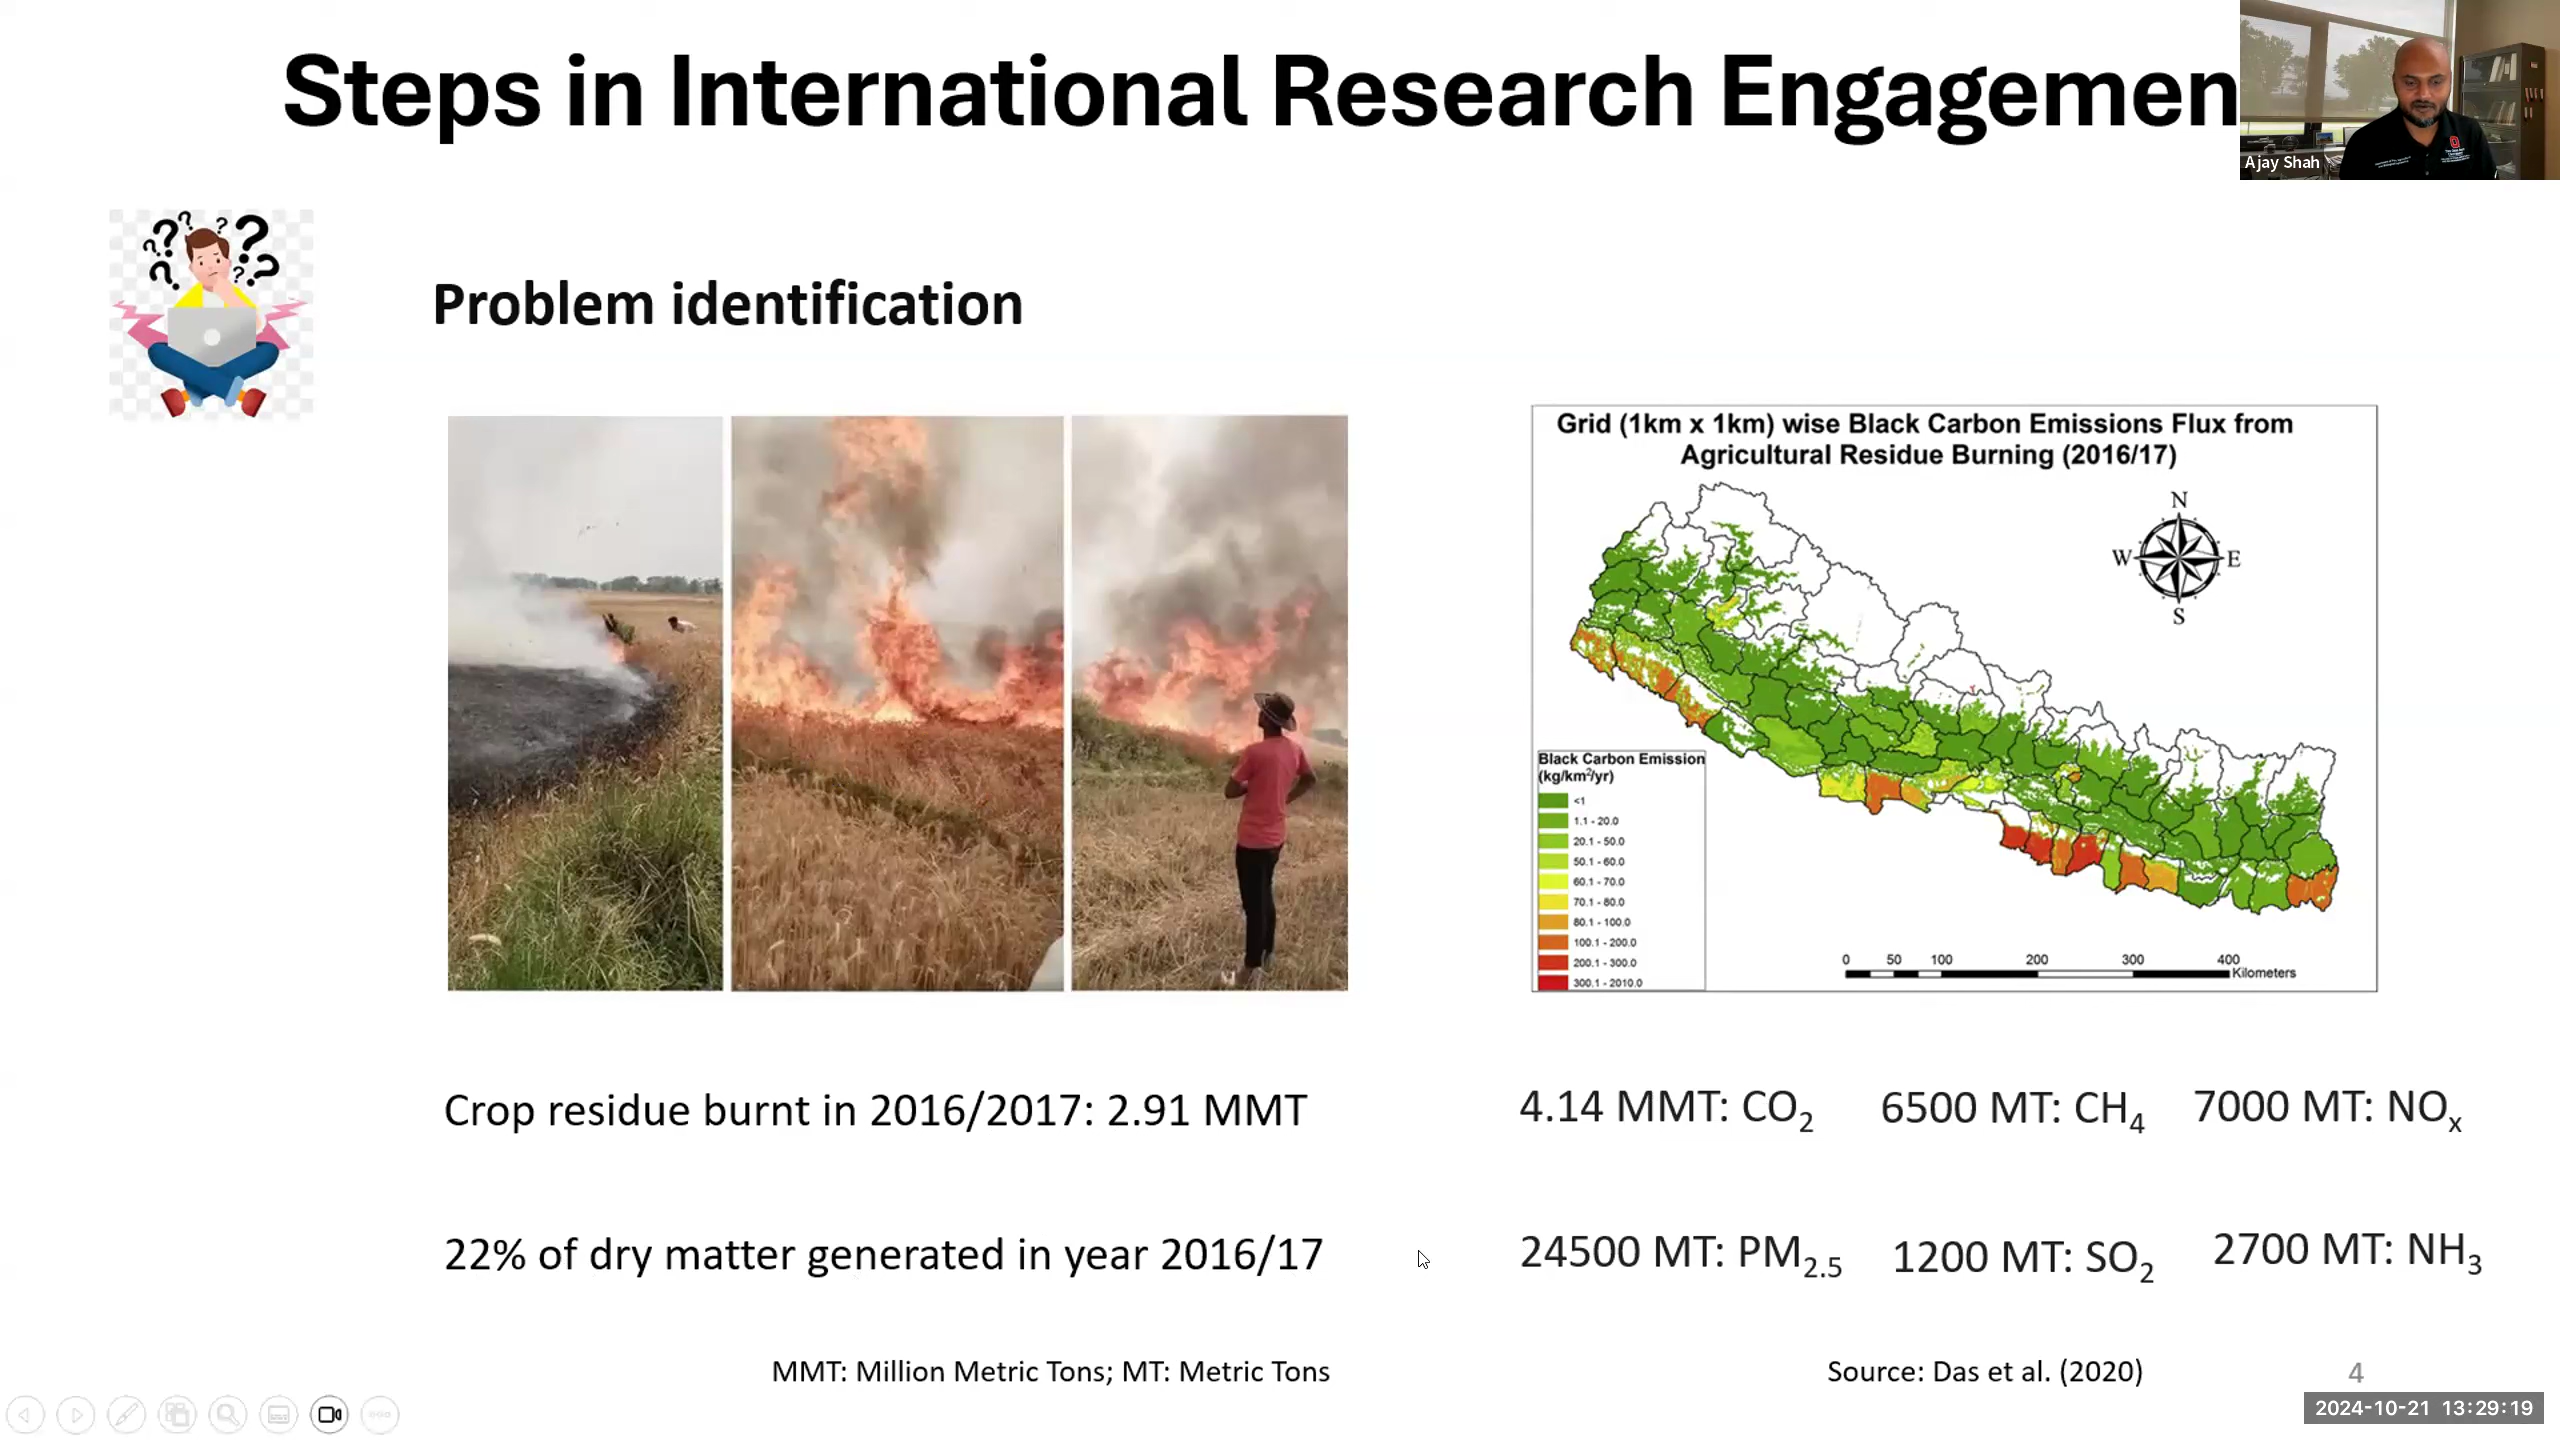 Steps in International Research Engagemen
Ajay Shah
Problem identification
Grid (1km x 1km) wise Black Carbon Emissions Flux from
Agricultural Residue Burning (2016/17)
N
W E
S
Black Carbon Emission
(kg/km²/yr)
<1
1.1 - 20.0
20.1 - 50.0
50.1 - 60.0
60.1 - 70.0
70.1 - 80.0
80.1 - 100.0
100.1 - 200.0
200.1 - 300.0
300.1 - 2010.0
0 50 100 200 300 400
Kilometers
Crop residue burnt in 2016/2017: 2.91 MMT
4.14 MMT: CO₂ 6500 MT: CH₄ 7000 MT: NOₓ
22% of dry matter generated in year 2016/17
24500 MT: PM₂.₅ 1200 MT: SO₂ 2700 MT: NH₃
MMT: Million Metric Tons; MT: Metric Tons
Source: Das et al. (2020)
4
2024-10-21 13:29:19